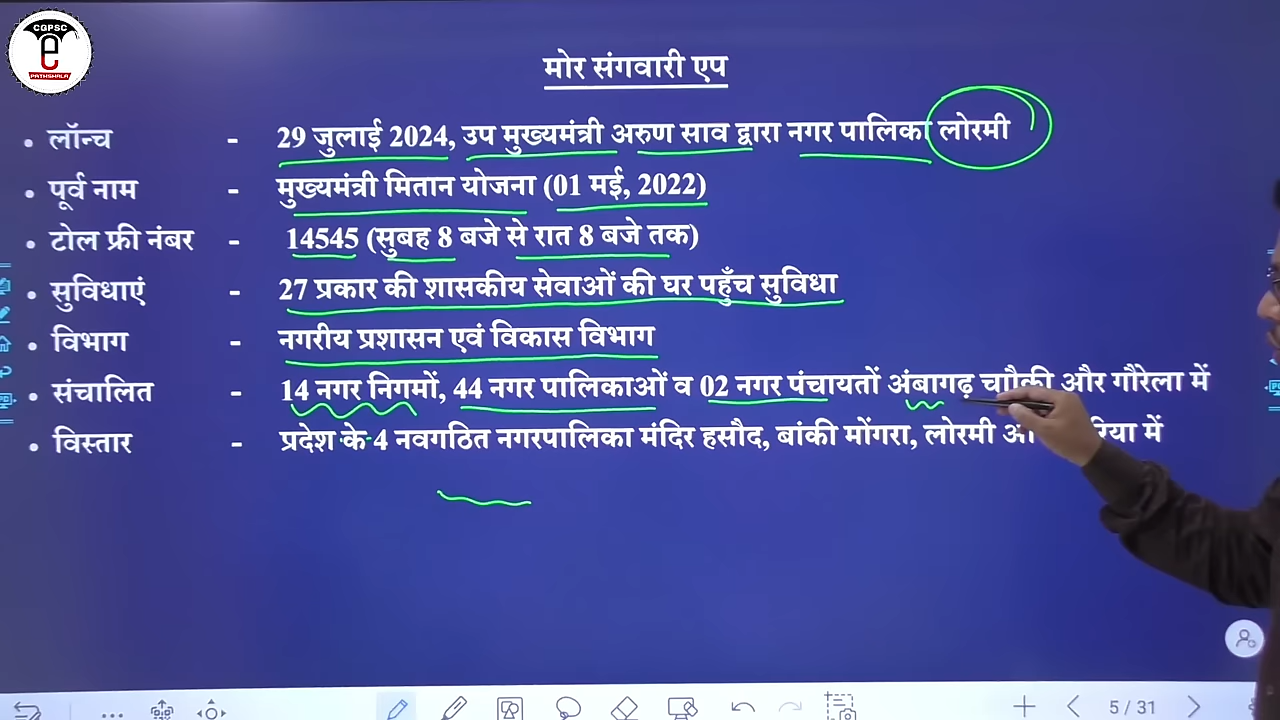 CGPSC
e
PATHSHALA
मोर संगवारी एप
• लॉन्च - 29 जुलाई 2024, उप मुख्यमंत्री अरुण साव द्वारा नगर पालिका लोरमी
• पूर्व नाम - मुख्यमंत्री मितान योजना (01 मई, 2022)
• टोल फ्री नंबर - 14545 (सुबह 8 बजे से रात 8 बजे तक)
• सुविधाएं - 27 प्रकार की शासकीय सेवाओं की घर पहुँच सुविधा
• विभाग - नगरीय प्रशासन एवं विकास विभाग
• संचालित - 14 नगर निगमों, 44 नगर पालिकाओं व 02 नगर पंचायतों अंबागढ़ और गौरेला में
• विस्तार - प्रदेश के 4 नवगठित नगरपालिका मंदिर हसौद, बांकी मोंगरा, लोरमी में
5 / 31